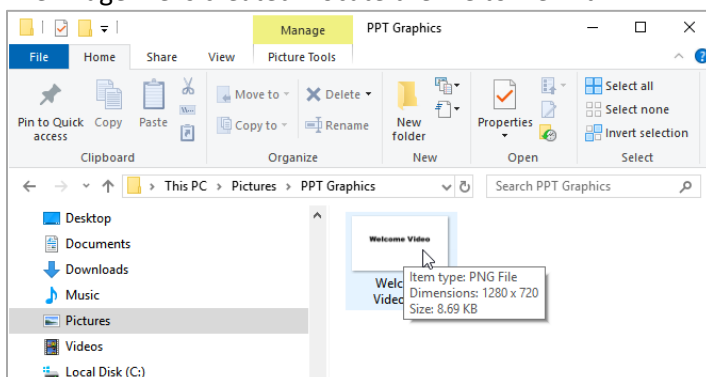 Manage
PPT Graphics
File
Home
Share
View
Picture Tools
Pin to Quick access
Copy
Paste
Move to
Copy to
Delete
Rename
New folder
Properties
Select all
Select none
Invert selection
Clipboard
Organize
New
Open
Select
This PC > Pictures > PPT Graphics
Search PPT Graphics
Desktop
Documents
Downloads
Music
Pictures
Videos
Local Disk (C:)
Welcome Video
Item type: PNG File
Dimensions: 1280 x 720
Size: 8.69 KB